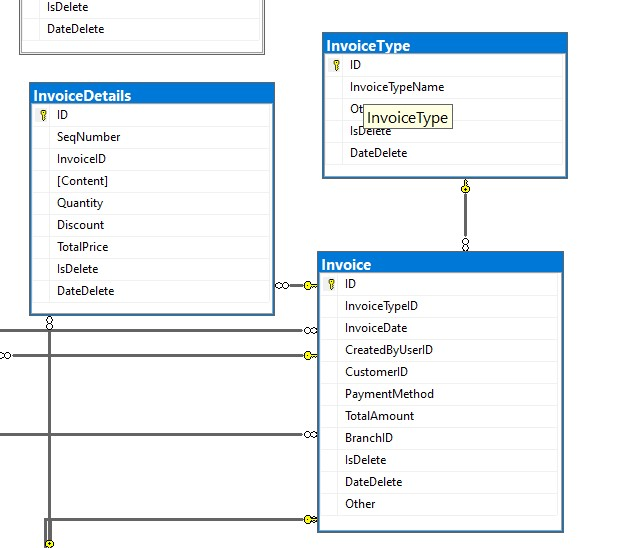 IsDelete
DateDelete
InvoiceType
ID
InvoiceTypeName
InvoiceType
IsDelete
DateDelete
InvoiceDetails
ID
SeqNumber
InvoiceID
[Content]
Quantity
Discount
TotalPrice
IsDelete
DateDelete
Invoice
ID
InvoiceTypeID
InvoiceDate
CreatedByUserID
CustomerID
PaymentMethod
TotalAmount
BranchID
IsDelete
DateDelete
Other